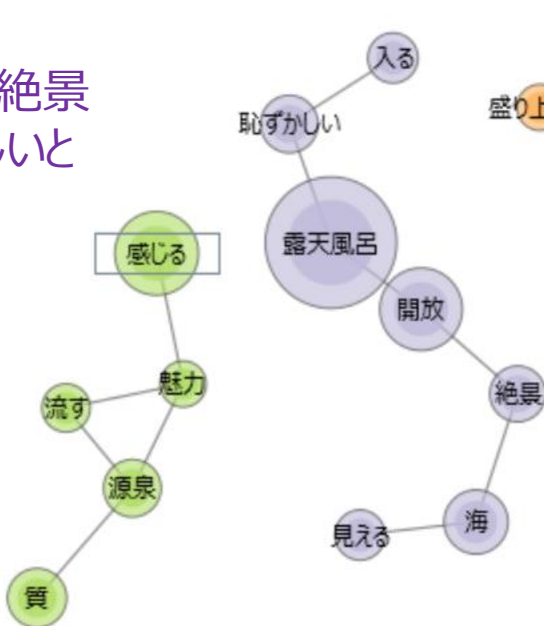 絶景
いと
入る
恥ずかしい
盛り上
露天風呂
感じる
開放
魅力
絶景
流す
源泉
海
見える
質